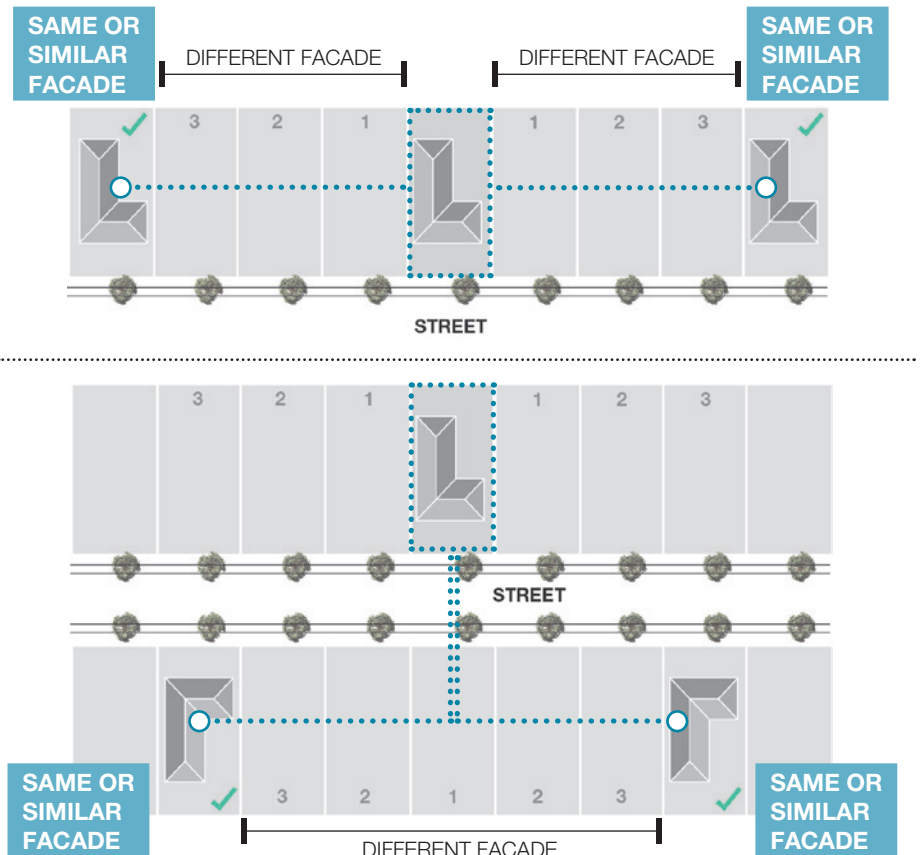 SAME OR
SIMILAR
FACADE
DIFFERENT FACADE
DIFFERENT FACADE
SAME OR
SIMILAR
FACADE
3 2 1 1 2 3
STREET
3 2 1 1 2 3
STREET
SAME OR
SIMILAR
FACADE
3 2 1 2 3
SAME OR
SIMILAR
FACADE
DIFFERENT FACADE